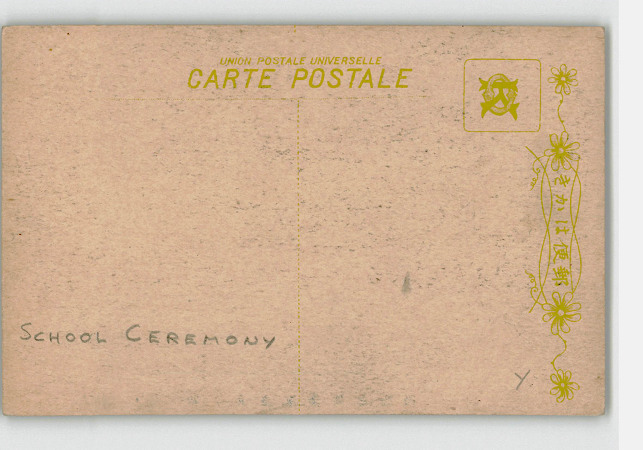 UNION POSTALE UNIVERSELLE
CARTE POSTALE
郵便はかき
SCHOOL CEREMONY
Y.